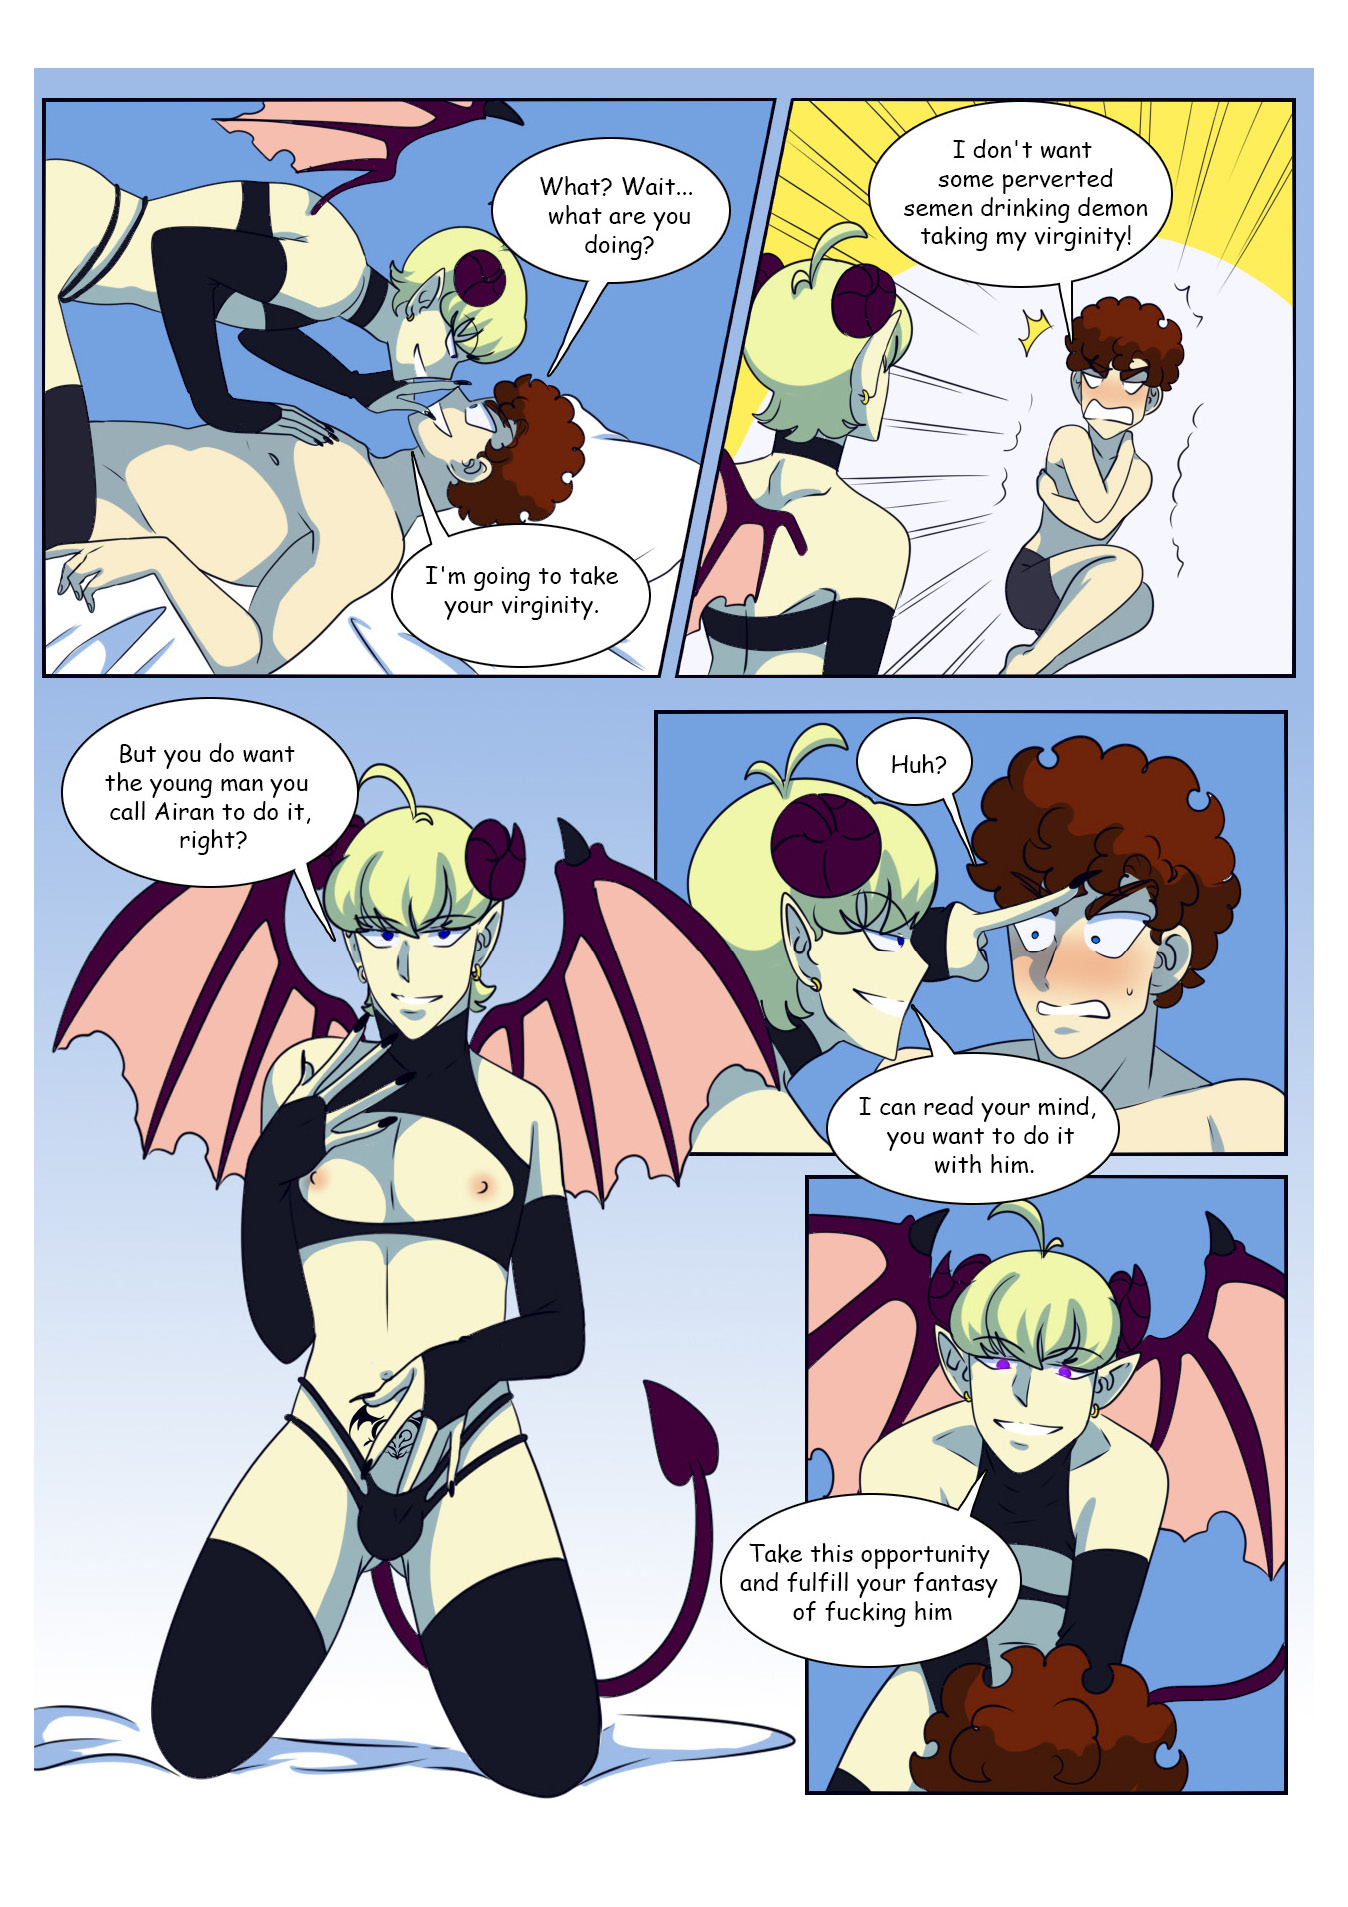 What? Wait...
what are you
doing?
I'm going to take
your virginity.
I don't want
some perverted
semen drinking demon
taking my virginity!
But you do want
the young man you
call Airan to do it,
right?
Huh?
I can read your mind,
you want to do it
with him.
Take this opportunity
and fulfill your fantasy
of fucking him